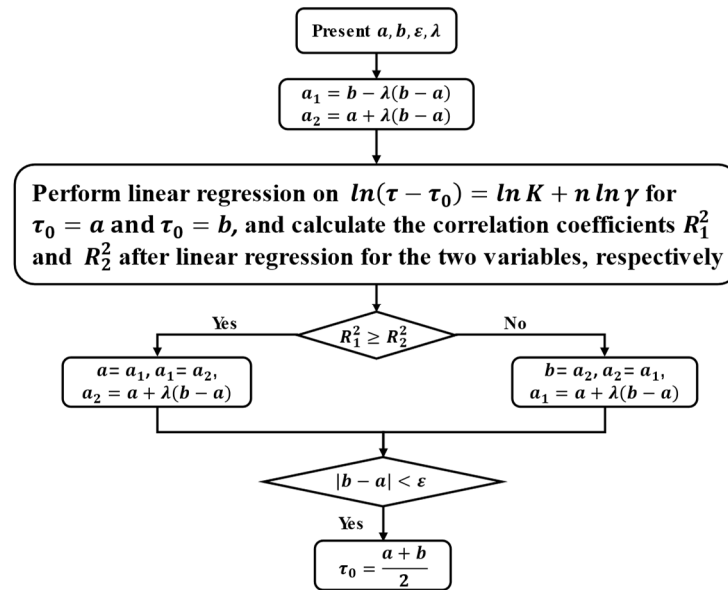 Present a, b, ε, λ
a₁ = b − λ(b − a)
a₂ = a + λ(b − a)
Perform linear regression on ln(τ − τ₀) = ln K + n ln γ for
τ₀ = a and τ₀ = b, and calculate the correlation coefficients R₁²
and R₂² after linear regression for the two variables, respectively
Yes
R₁² ≥ R₂²
No
a= a₁, a₁= a₂,
a₂ = a + λ(b − a)
b= a₂, a₂= a₁,
a₁ = a + λ(b − a)
|b − a| < ε
Yes
τ₀ = (a + b)/2